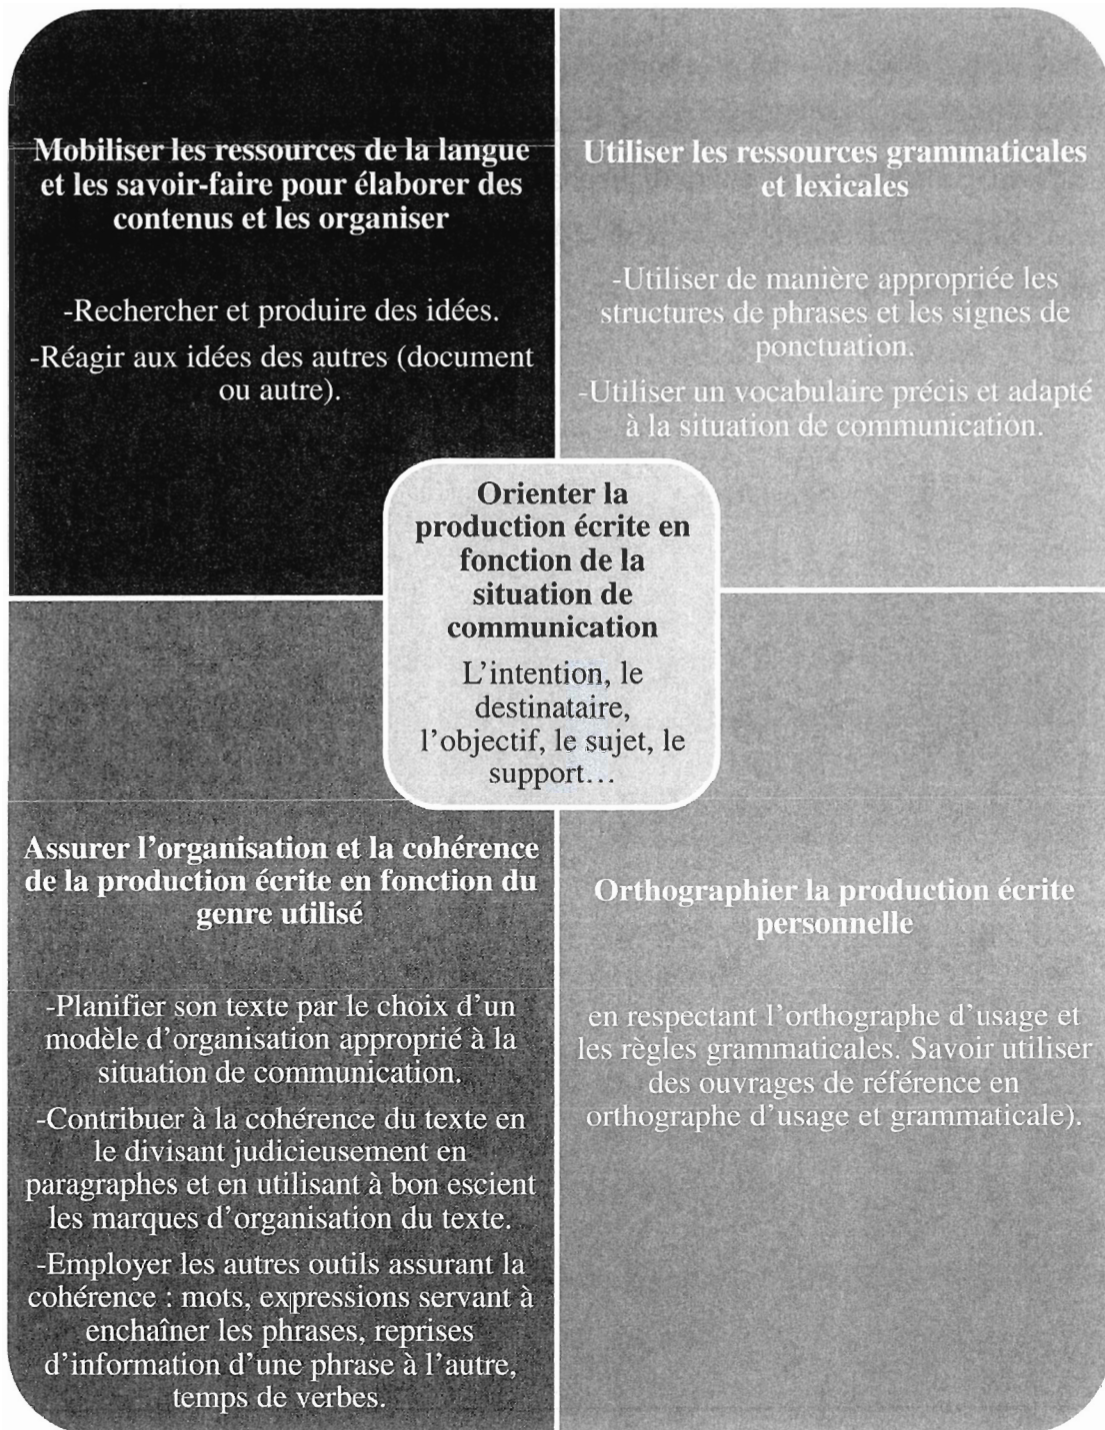 Mobiliser les ressources de la langue
et les savoir-faire pour élaborer des
contenus et les organiser
-Rechercher et produire des idées.
-Réagir aux idées des autres (document
ou autre).
Utiliser les ressources grammaticales
et lexicales
-Utiliser de manière appropriée les
structures de phrases et les signes de
ponctuation.
-Utiliser un vocabulaire précis et adapté
à la situation de communication.
Orienter la
production écrite en
fonction de la
situation de
communication
L'intention, le
destinataire,
l'objectif, le sujet, le
support…
Assurer l'organisation et la cohérence
de la production écrite en fonction du
genre utilisé
-Planifier son texte par le choix d'un
modèle d'organisation approprié à la
situation de communication.
-Contribuer à la cohérence du texte en
le divisant judicieusement en
paragraphes et en utilisant à bon escient
les marques d'organisation du texte.
-Employer les autres outils assurant la
cohérence : mots, expressions servant à
enchaîner les phrases, reprises
d'information d'une phrase à l'autre,
temps de verbes.
Orthographier la production écrite
personnelle
en respectant l'orthographe d'usage et
les règles grammaticales. Savoir utiliser
des ouvrages de référence en
orthographe d'usage et grammaticale).